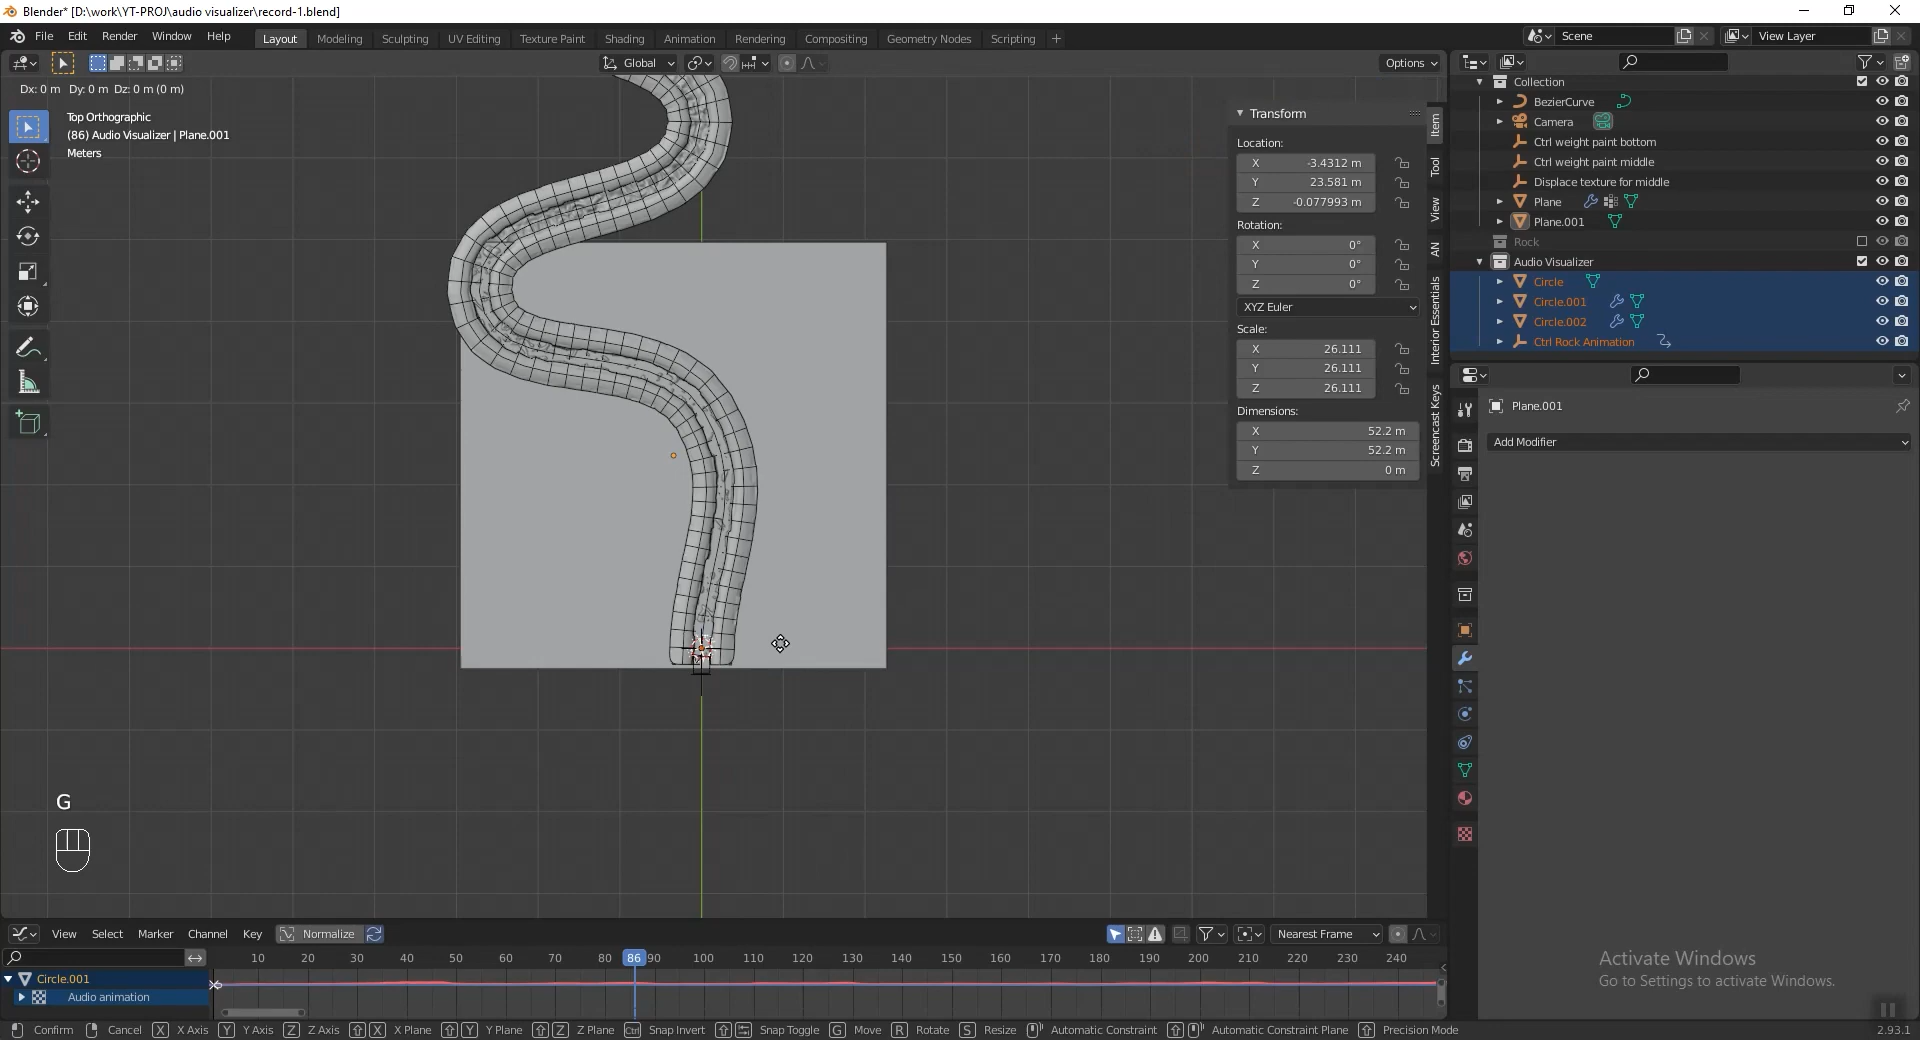 Blender* [D:\work\YT-PROJ\audio visualizer\record-1.blend]
File Edit Render Window Help
Layout Modeling Sculpting UV Editing Texture Paint Shading Animation Rendering Compositing Geometry Nodes Scripting +
Scene
View Layer
Global
Options
Dx: 0 m Dy: 0 m Dz: 0 m (0 m)
Top Orthographic
(86) Audio Visualizer | Plane.001
Meters
Transform
Location:
X -3.4312 m
Y 23.581 m
Z -0.077993 m
Rotation:
X 0°
Y 0°
Z 0°
XYZ Euler
Scale:
X 26.111
Y 26.111
Z 26.111
Dimensions:
X 52.2 m
Y 52.2 m
Z 0 m
Item
Tool
View
AN
Interior Essentials
Screencast Keys
Collection
BezierCurve
Camera
Ctrl weight paint bottom
Ctrl weight paint middle
Displace texture for middle
Plane
Plane.001
Rock
Audio Visualizer
Circle
Circle.001
Circle.002
Ctrl Rock Animation
Plane.001
Add Modifier
G
View Select Marker Channel Key Normalize
Nearest Frame
10 20 30 40 50 60 70 80 86 90 100 110 120 130 140 150 160 170 180 190 200 210 220 230 240
Circle.001
Audio animation
Activate Windows
Go to Settings to activate Windows.
Confirm Cancel X X Axis Y Y Axis Z Z Axis X X Plane Y Y Plane Z Z Plane Ctrl Snap Invert Snap Toggle G Move R Rotate S Resize Automatic Constraint Automatic Constraint Plane Precision Mode
2.93.1